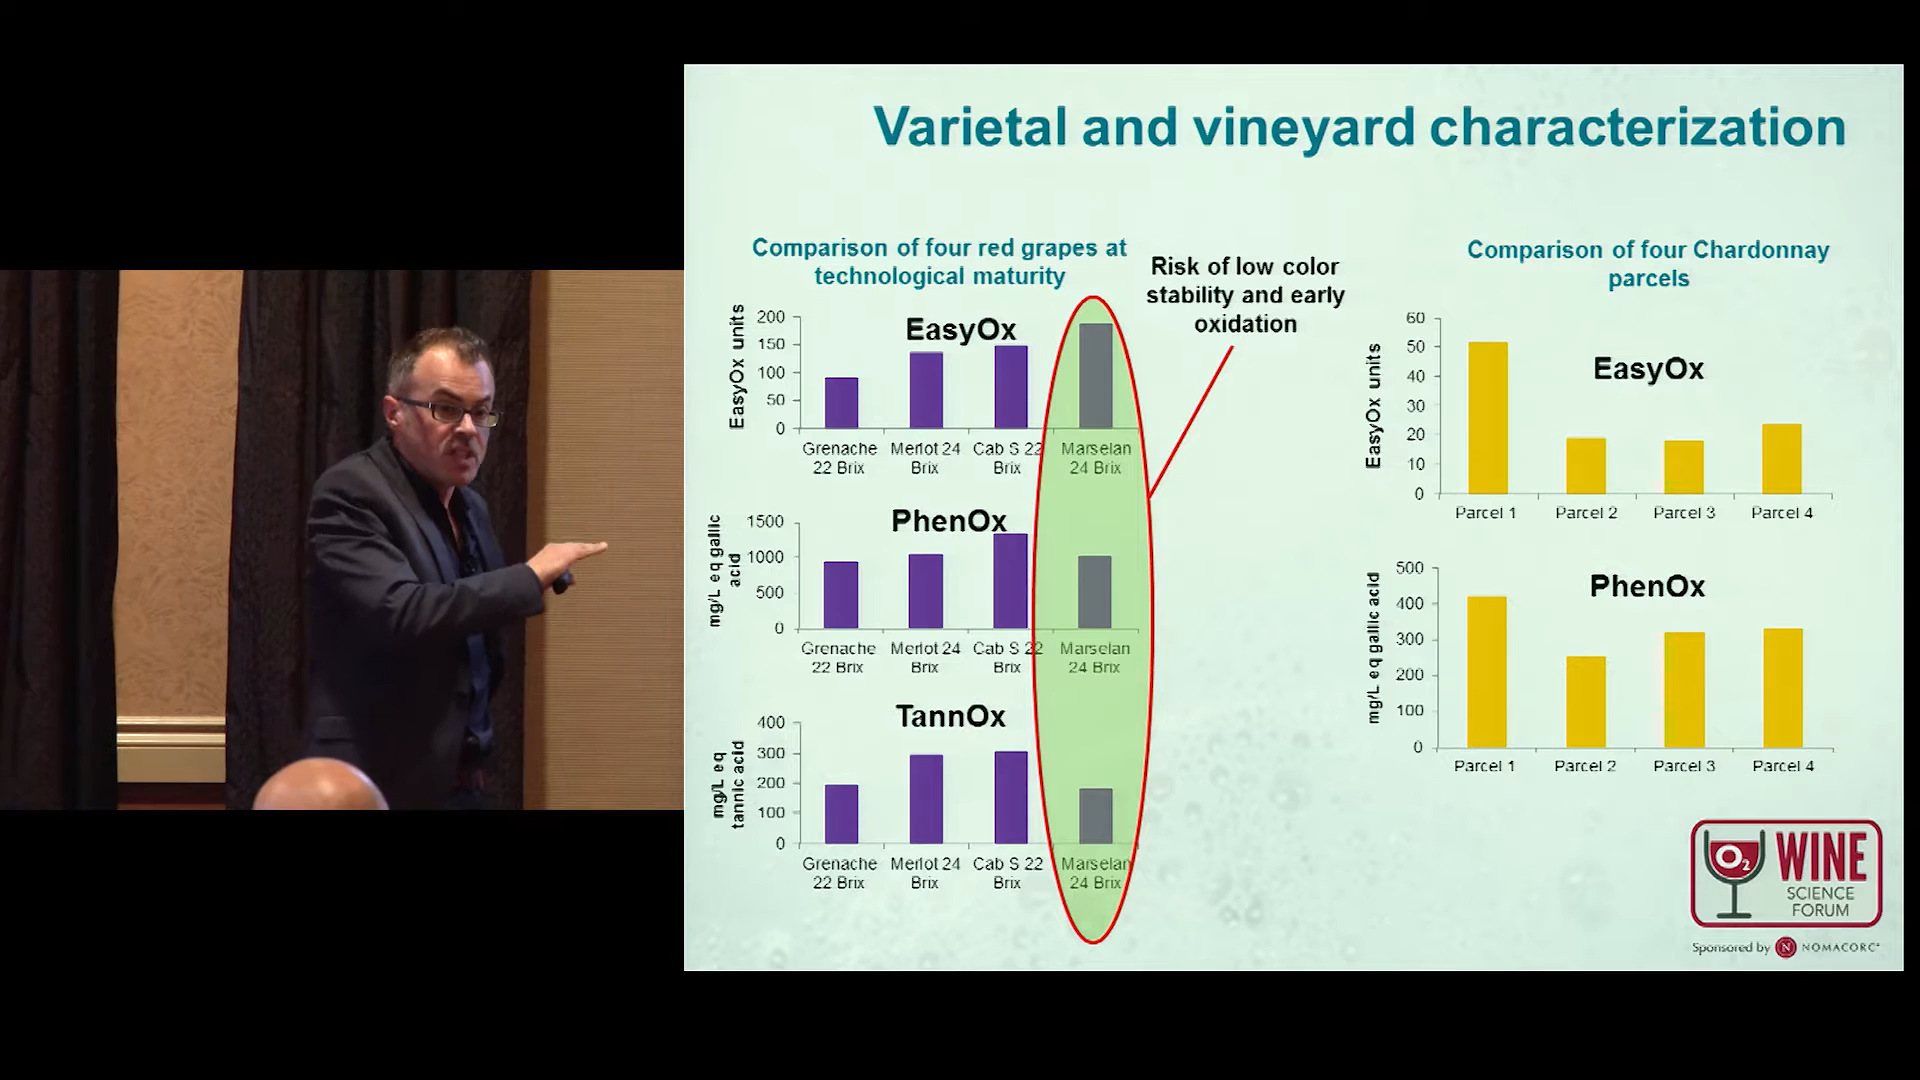 Varietal and vineyard characterization
Comparison of four red grapes at
technological maturity
Risk of low color
stability and early
oxidation
EasyOx
EasyOx units
200
150
100
50
0
Grenache
22 Brix
Merlot 24
Brix
Cab S 22
Brix
Marselan
24 Brix
PhenOx
mg/L eq gallic
acid
1500
1000
500
0
Grenache
22 Brix
Merlot 24
Brix
Cab S 22
Brix
Marselan
24 Brix
TannOx
mg/L eq
tannic acid
400
300
200
100
0
Grenache
22 Brix
Merlot 24
Brix
Cab S 22
Brix
Marselan
24 Brix
Comparison of four Chardonnay
parcels
EasyOx
EasyOx units
60
50
40
30
20
10
0
Parcel 1
Parcel 2
Parcel 3
Parcel 4
PhenOx
mg/L eq gallic acid
500
400
300
200
100
0
Parcel 1
Parcel 2
Parcel 3
Parcel 4
O2
WINE
SCIENCE
FORUM
Sponsored by N NOMACORC